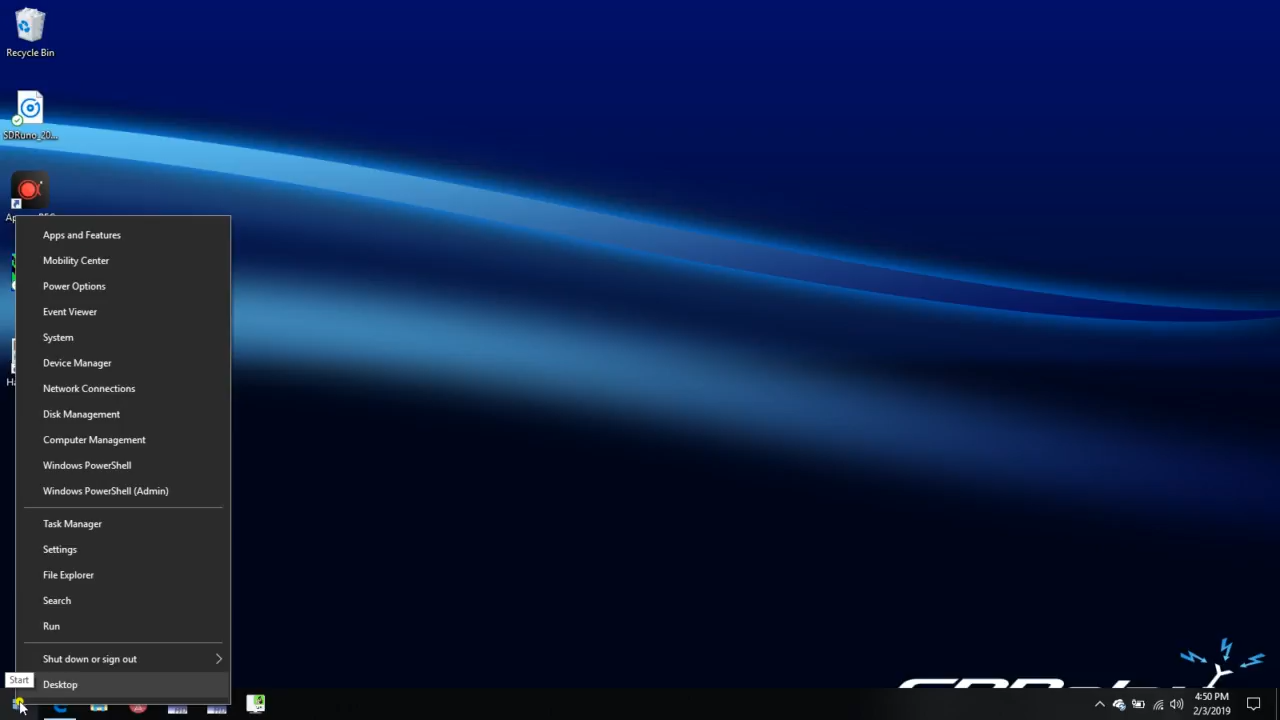 Recycle Bin
SDRuno_20...
Apps and Features
Mobility Center
Power Options
Event Viewer
System
Device Manager
Network Connections
Disk Management
Computer Management
Windows PowerShell
Windows PowerShell (Admin)
Task Manager
Settings
File Explorer
Search
Run
Shut down or sign out
Start
Desktop
4:50 PM
2/3/2019